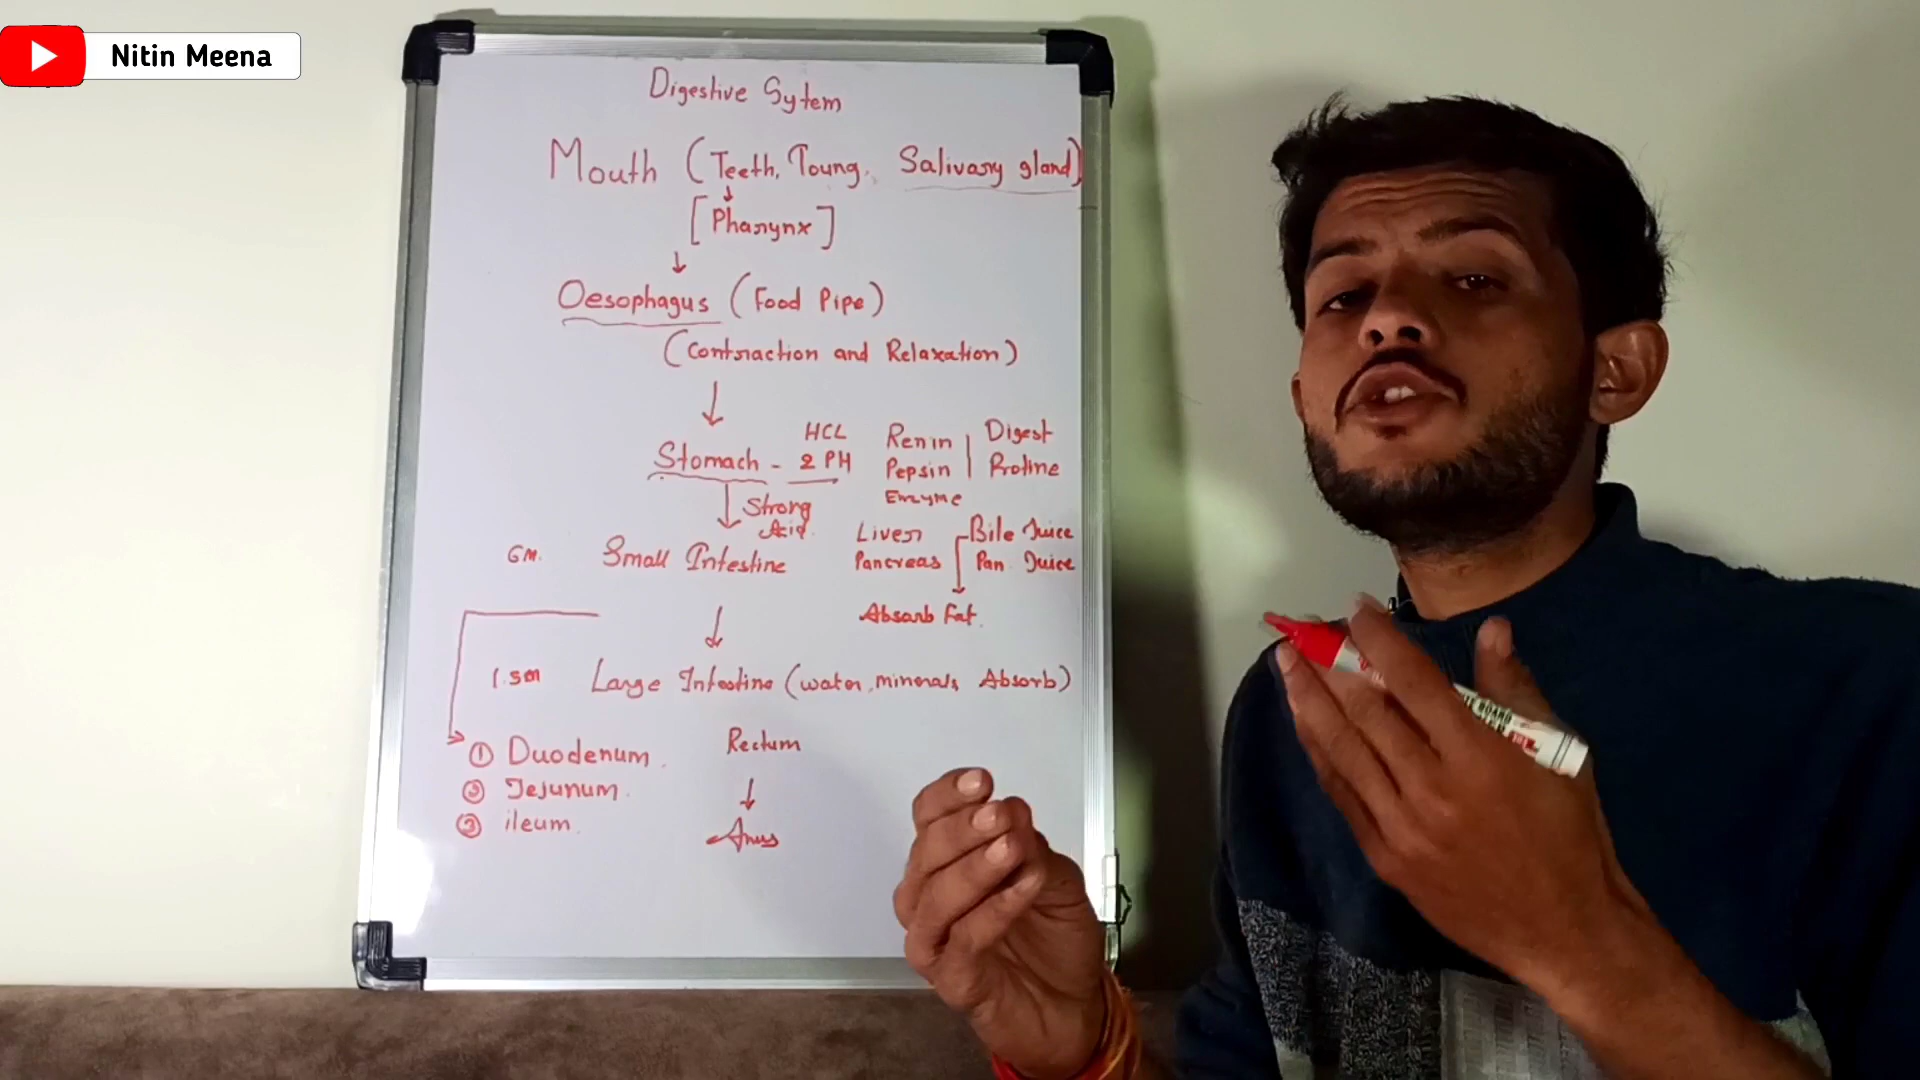 Nitin Meena
Digestive Sytem
Mouth (Teeth, Toung, Salivary gland)
[Pharynx]
Oesophagus (Food Pipe)
(Contraction and Relaxation)
HCL Renin Digest
Stomach - 2 PH Pepsin Protine
Enzyme
Strong
Acid.
Liver Bile Juice
6M. Small Intestine Pancreas Pan. Juice
Absorb Fat.
1.5m Large Intestine (water, minerals Absorb)
① Duodenum. Rectum
② Jejunum.
③ ileum. Anus
BOARD